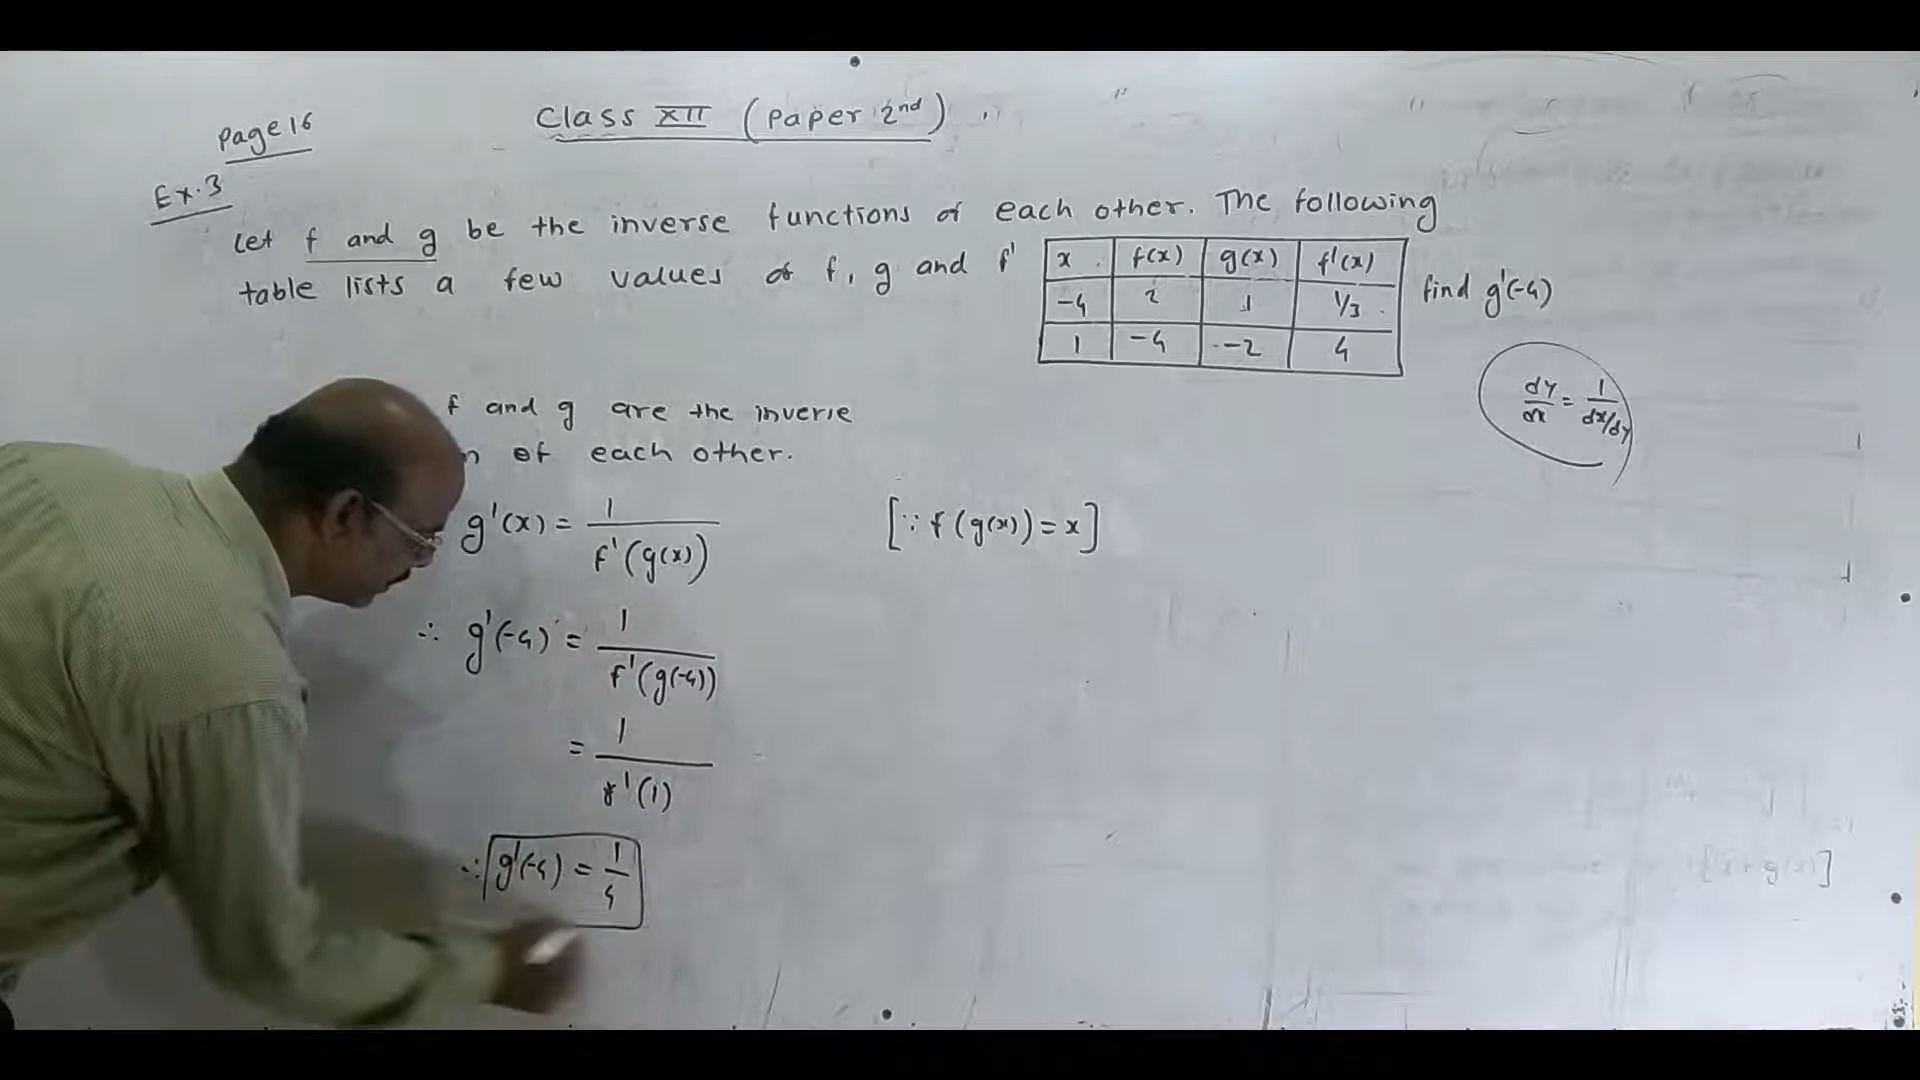 Page 16
Class XII (Paper 2nd)
Ex.3
Let f and g be the inverse functions of each other. The following
table lists a few values of f, g and f'
x f(x) g(x) f'(x)
-4 2 1 1/3
1 -4 -2 4
find g'(-4)
dy/dx = 1/(dx/dy)
f and g are the inverse
n of each other.
g'(x) = 1/f'(g(x)) [∵ f(g(x)) = x]
∴ g'(-4) = 1/f'(g(-4))
= 1/f'(1)
∴ g'(-4) = 1/4